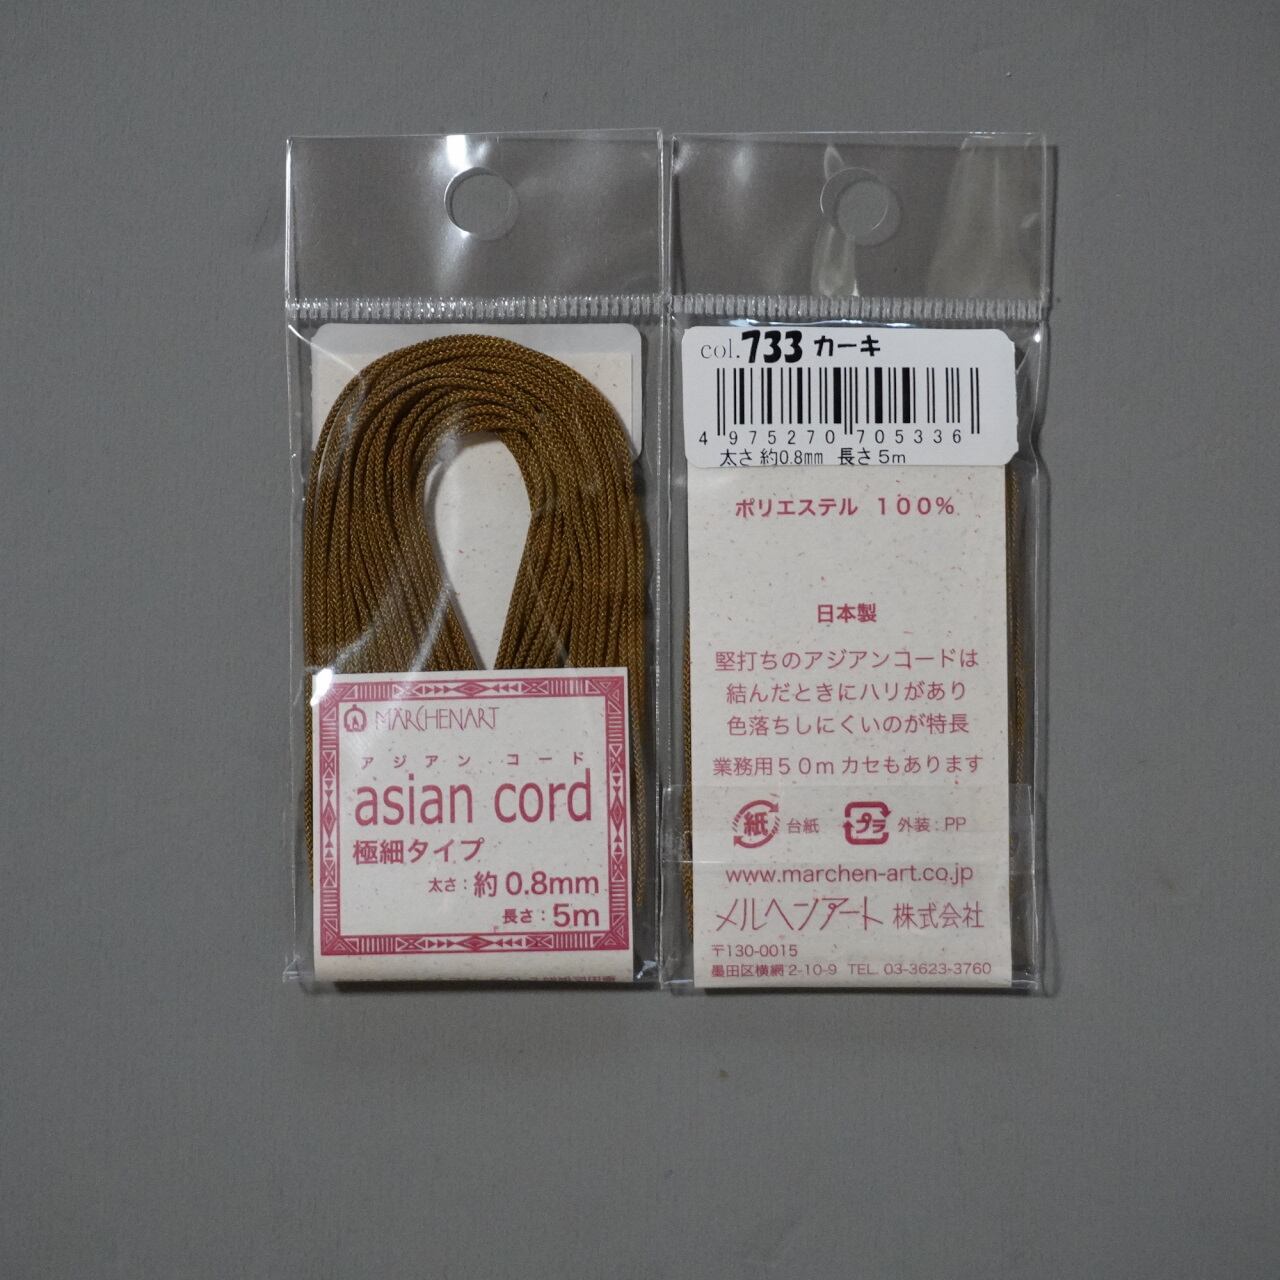 MARCHENART
アジアン コード
asian cord
極細タイプ
太さ:約0.8mm
長さ:5m
col.733 カーキ
4 975270 705336
太さ約0.8mm 長さ5m
ポリエステル 100%
日本製
堅打ちのアジアンコードは
結んだときにハリがあり
色落ちしにくいのが特長
業務用50mカセもあります
紙 台紙 プラ 外装:PP
www.marchen-art.co.jp
メルヘンアート 株式会社
〒130-0015
墨田区横網2-10-9 TEL. 03-3623-3760